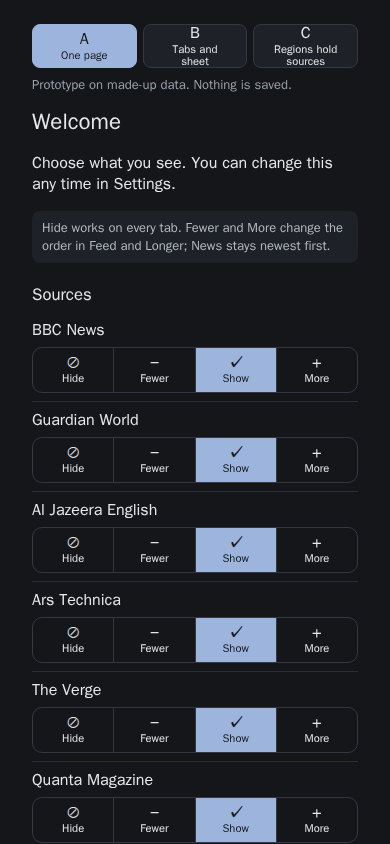 A
One page
B
Tabs and
sheet
C
Regions hold
sources
Prototype on made-up data. Nothing is saved.
Welcome
Choose what you see. You can change this
any time in Settings.
Hide works on every tab. Fewer and More change the
order in Feed and Longer; News stays newest first.
Sources
BBC News
Hide Fewer Show More
Guardian World
Hide Fewer Show More
Al Jazeera English
Hide Fewer Show More
Ars Technica
Hide Fewer Show More
The Verge
Hide Fewer Show More
Quanta Magazine
Hide Fewer Show More